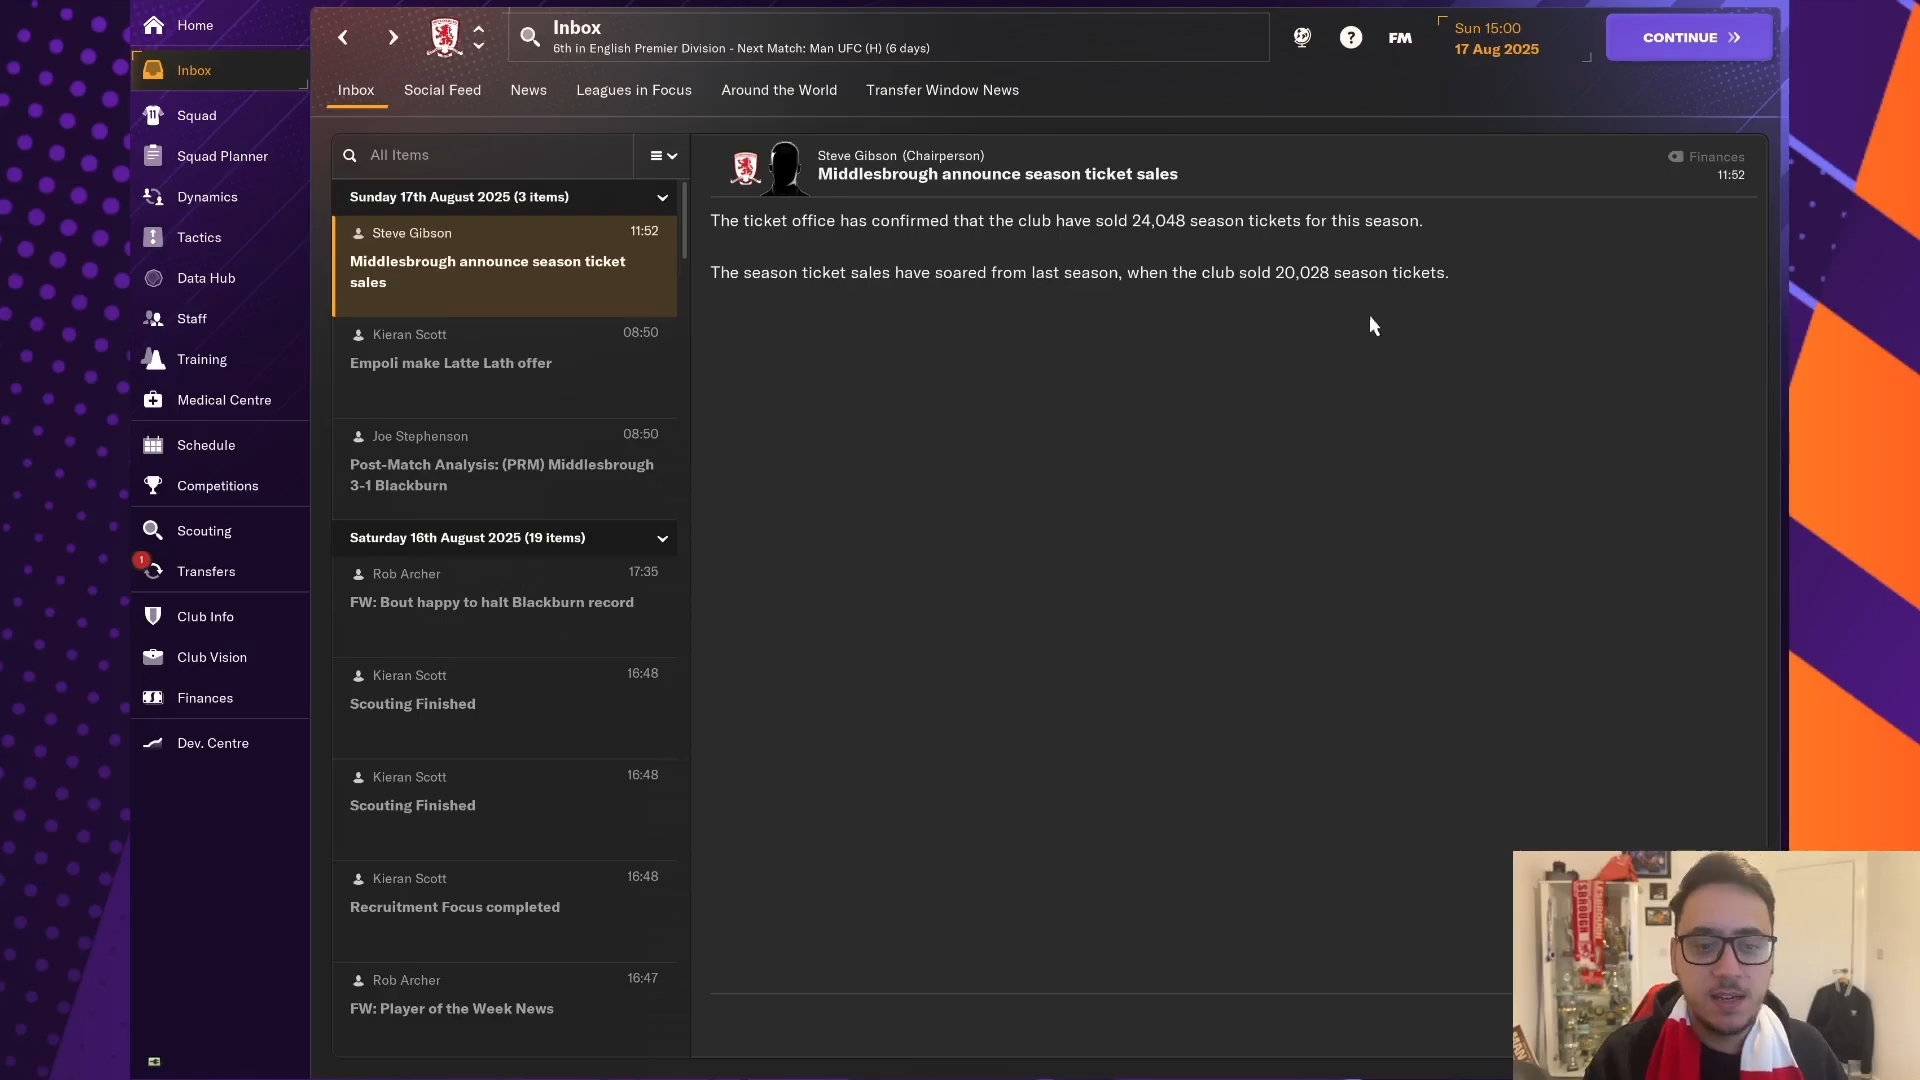 Home
Inbox
Squad
Squad Planner
Dynamics
Tactics
Data Hub
Staff
Training
Medical Centre
Schedule
Competitions
Scouting
1
Transfers
Club Info
Club Vision
Finances
Dev. Centre
Inbox
6th in English Premier Division - Next Match: Man UFC (H) (6 days)
?
FM
Sun 15:00
17 Aug 2025
CONTINUE
Inbox
Social Feed
News
Leagues in Focus
Around the World
Transfer Window News
All Items
Sunday 17th August 2025 (3 items)
Steve Gibson
11:52
Middlesbrough announce season ticket
sales
Kieran Scott
08:50
Empoli make Latte Lath offer
Joe Stephenson
08:50
Post-Match Analysis: (PRM) Middlesbrough
3-1 Blackburn
Saturday 16th August 2025 (19 items)
Rob Archer
17:35
FW: Bout happy to halt Blackburn record
Kieran Scott
16:48
Scouting Finished
Kieran Scott
16:48
Scouting Finished
Kieran Scott
16:48
Recruitment Focus completed
Rob Archer
16:47
FW: Player of the Week News
Steve Gibson (Chairperson)
Middlesbrough announce season ticket sales
Finances
11:52
The ticket office has confirmed that the club have sold 24,048 season tickets for this season.
The season ticket sales have soared from last season, when the club sold 20,028 season tickets.